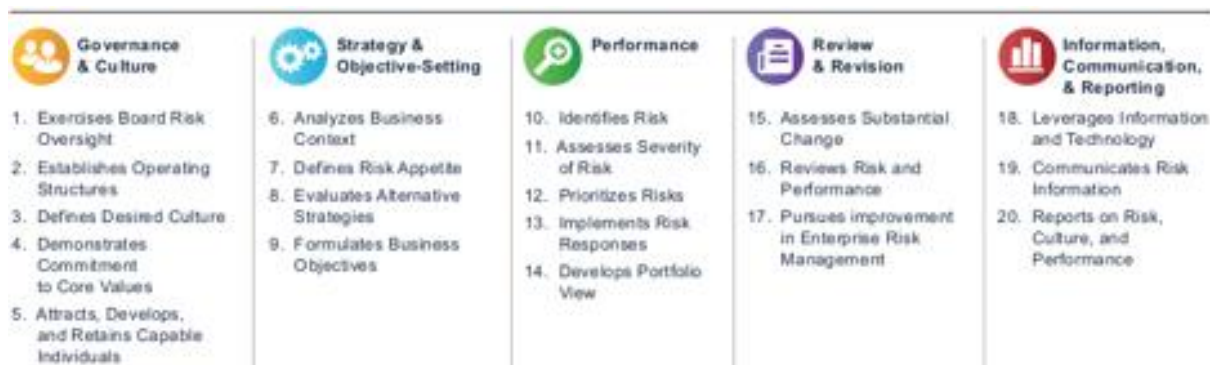 Governance
& Culture
1. Exercises Board Risk
Oversight
2. Establishes Operating
Structures
3. Defines Desired Culture
4. Demonstrates
Commitment
to Core Values
5. Attracts, Develops,
and Retains Capable
Individuals
Strategy &
Objective-Setting
6. Analyzes Business
Context
7. Defines Risk Appetite
8. Evaluates Alternative
Strategies
9. Formulates Business
Objectives
Performance
10. Identifies Risk
11. Assesses Severity
of Risk
12. Prioritizes Risks
13. Implements Risk
Responses
14. Develops Portfolio
View
Review
& Revision
15. Assesses Substantial
Change
16. Reviews Risk and
Performance
17. Pursues improvement
in Enterprise Risk
Management
Information,
Communication,
& Reporting
18. Leverages Information
and Technology
19. Communicates Risk
Information
20. Reports on Risk,
Culture, and
Performance